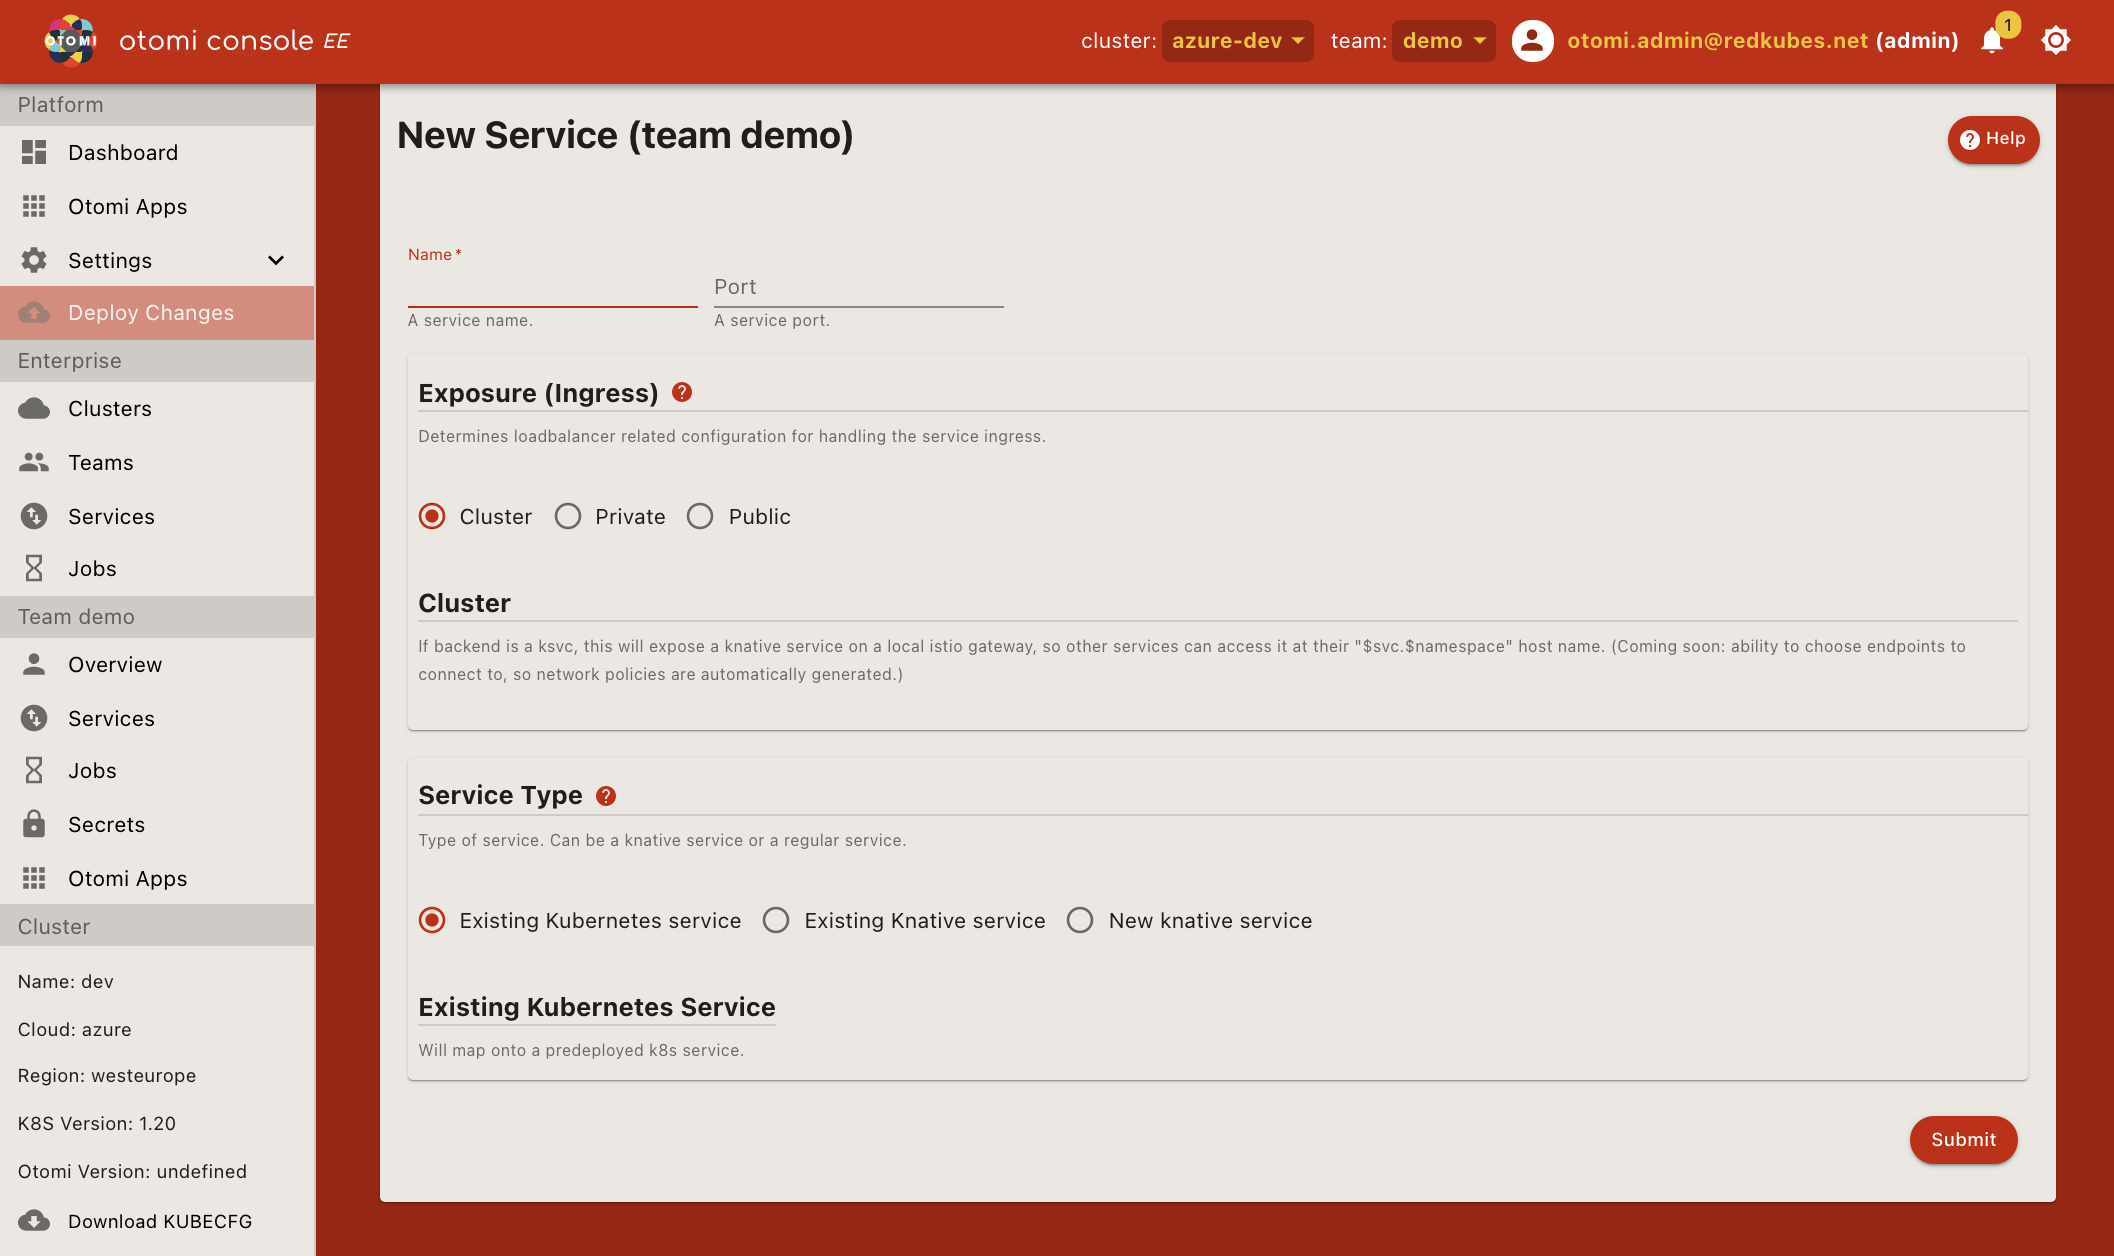 OTOMI
otomi console EE
cluster: azure-dev team: demo otomi.admin@redkubes.net (admin) 1
Platform
Dashboard
Otomi Apps
Settings
Deploy Changes
Enterprise
Clusters
Teams
Services
Jobs
Team demo
Overview
Services
Jobs
Secrets
Otomi Apps
Cluster
Name: dev
Cloud: azure
Region: westeurope
K8S Version: 1.20
Otomi Version: undefined
Download KUBECFG
New Service (team demo)
? Help
Name *
Port
A service name.
A service port.
Exposure (Ingress) ?
Determines loadbalancer related configuration for handling the service ingress.
Cluster Private Public
Cluster
If backend is a ksvc, this will expose a knative service on a local istio gateway, so other services can access it at their "$svc.$namespace" host name. (Coming soon: ability to choose endpoints to
connect to, so network policies are automatically generated.)
Service Type ?
Type of service. Can be a knative service or a regular service.
Existing Kubernetes service Existing Knative service New knative service
Existing Kubernetes Service
Will map onto a predeployed k8s service.
Submit